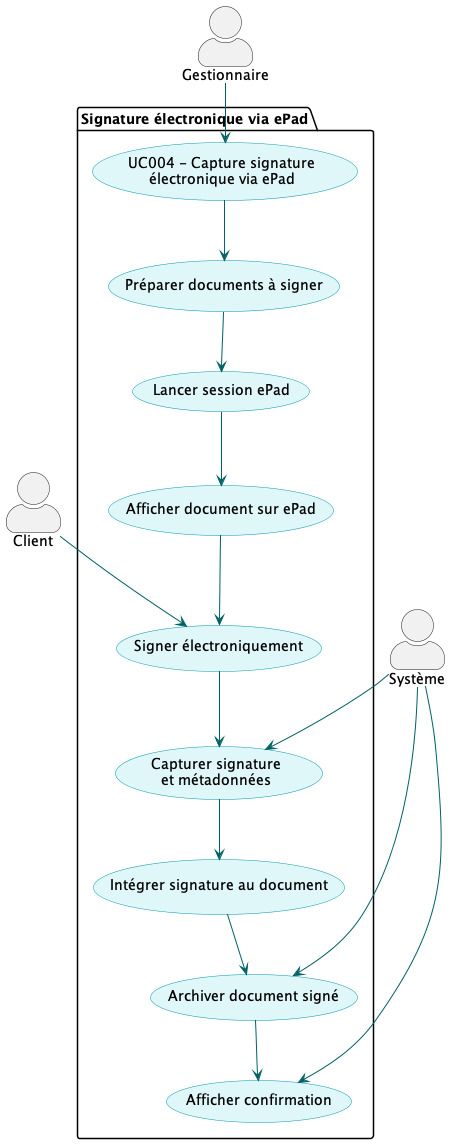 Gestionnaire
Signature électronique via ePad
UC004 – Capture signature
électronique via ePad
Préparer documents à signer
Lancer session ePad
Afficher document sur ePad
Client
Signer électroniquement
Système
Capturer signature
et métadonnées
Intégrer signature au document
Archiver document signé
Afficher confirmation